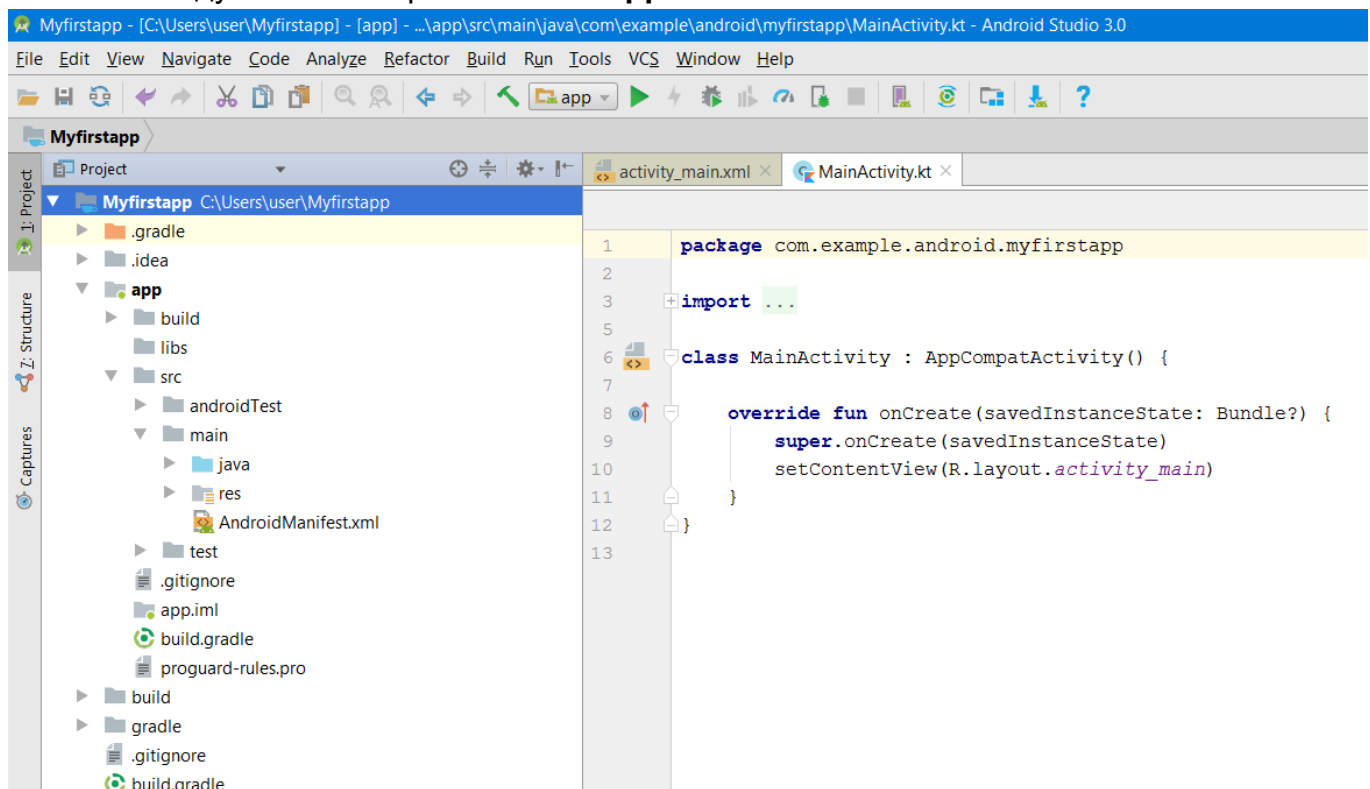 Myfirstapp - [C:\Users\user\Myfirstapp] - [app] - ...\app\src\main\java\com\example\android\myfirstapp\MainActivity.kt - Android Studio 3.0
File Edit View Navigate Code Analyze Refactor Build Run Tools VCS Window Help
app
Myfirstapp
Project
activity_main.xml MainActivity.kt
1: Project
Z: Structure
Captures
Myfirstapp C:\Users\user\Myfirstapp
.gradle
.idea
app
build
libs
src
androidTest
main
java
res
AndroidManifest.xml
test
.gitignore
app.iml
build.gradle
proguard-rules.pro
build
gradle
.gitignore
build.gradle
1 package com.example.android.myfirstapp
2
3 import ...
5
6 class MainActivity : AppCompatActivity() {
7
8 override fun onCreate(savedInstanceState: Bundle?) {
9 super.onCreate(savedInstanceState)
10 setContentView(R.layout.activity_main)
11 }
12 }
13